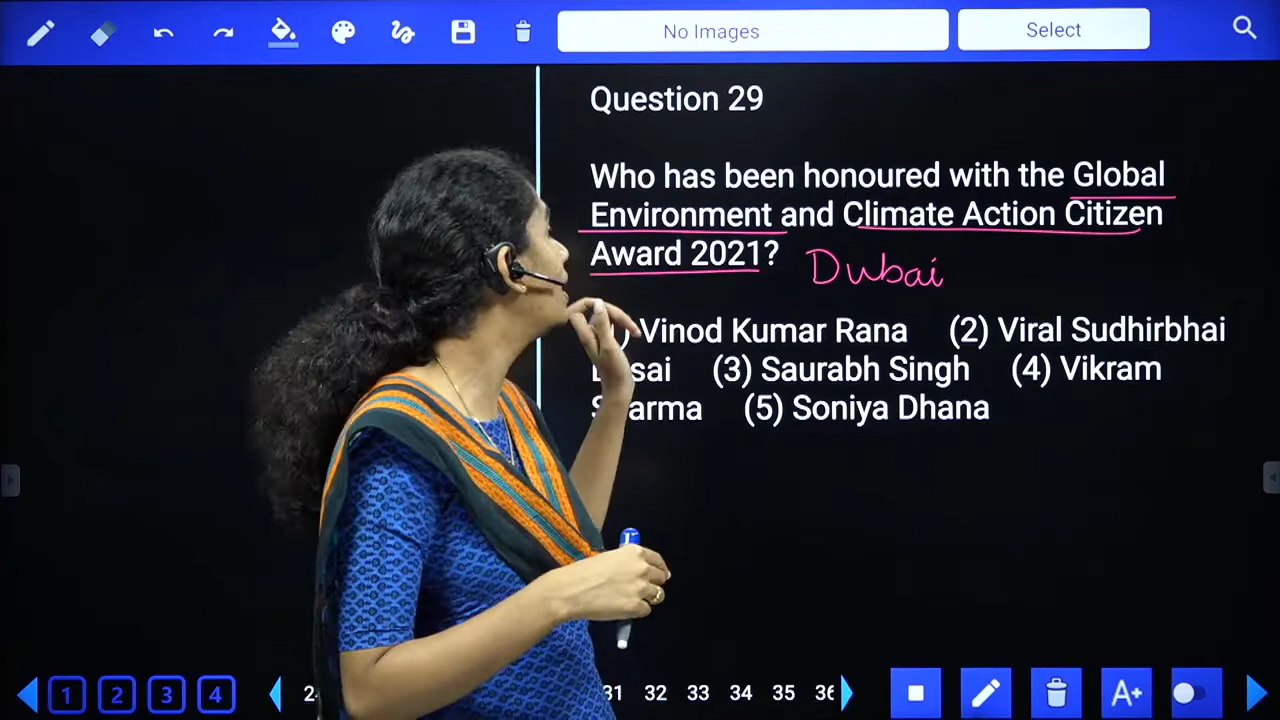 No Images
Select
Question 29
Who has been honoured with the Global
Environment and Climate Action Citizen
Award 2021?
Dubai
) Vinod Kumar Rana (2) Viral Sudhirbhai
sai (3) Saurabh Singh (4) Vikram
arma (5) Soniya Dhana
1 2 3 4
31 32 33 34 35 36
A+